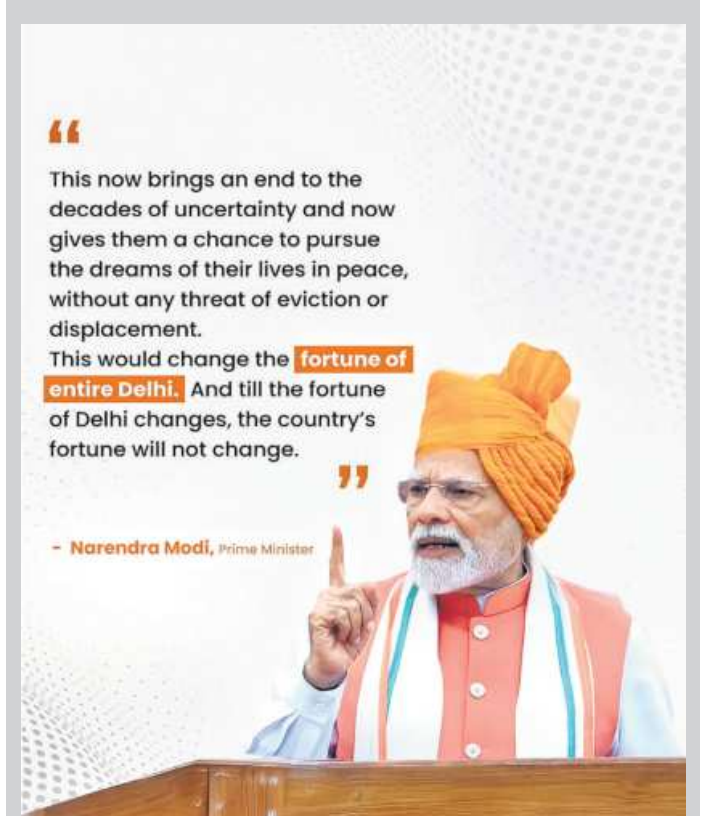 “
This now brings an end to the
decades of uncertainty and now
gives them a chance to pursue
the dreams of their lives in peace,
without any threat of eviction or
displacement.
This would change the fortune of
entire Delhi. And till the fortune
of Delhi changes, the country’s
fortune will not change.
”
- Narendra Modi, Prime Minister